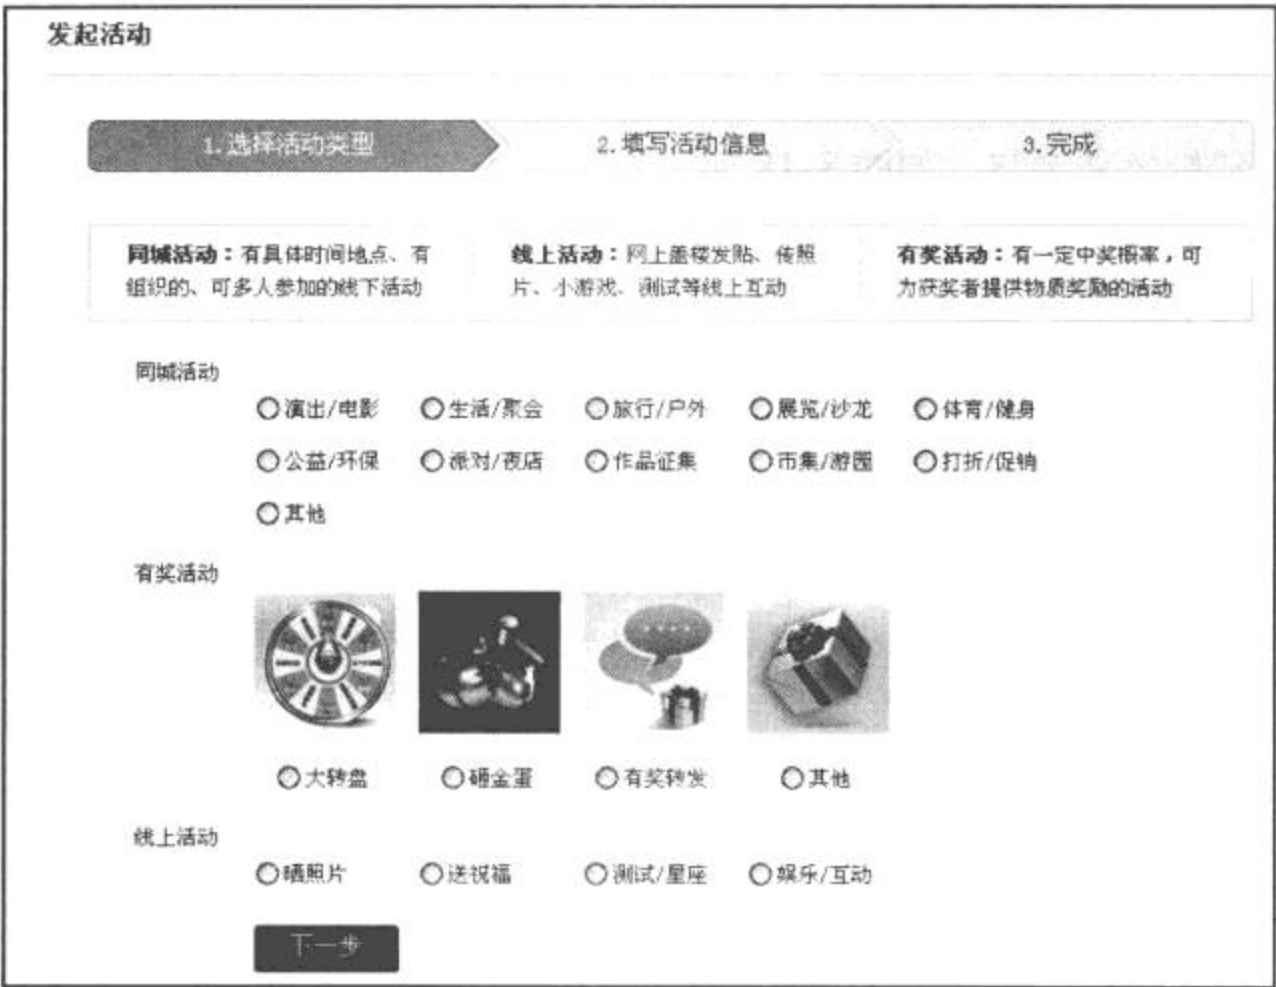 发起活动
1.选择活动类型 2.填写活动信息 3.完成
同城活动：有具体时间地点、有 线上活动：网上盖楼发贴、传照 有奖活动：有一定中奖概率，可
组织的、可多人参加的线下活动 片、小游戏、测试等线上互动 为获奖者提供物质奖励的活动
同城活动
演出/电影 生活/聚会 旅行/户外 展览/沙龙 体育/健身
公益/环保 派对/夜店 作品征集 市集/游园 打折/促销
其他
有奖活动
大转盘 砸金蛋 有奖转发 其他
线上活动
晒照片 送祝福 测试/星座 娱乐/互动
下一步